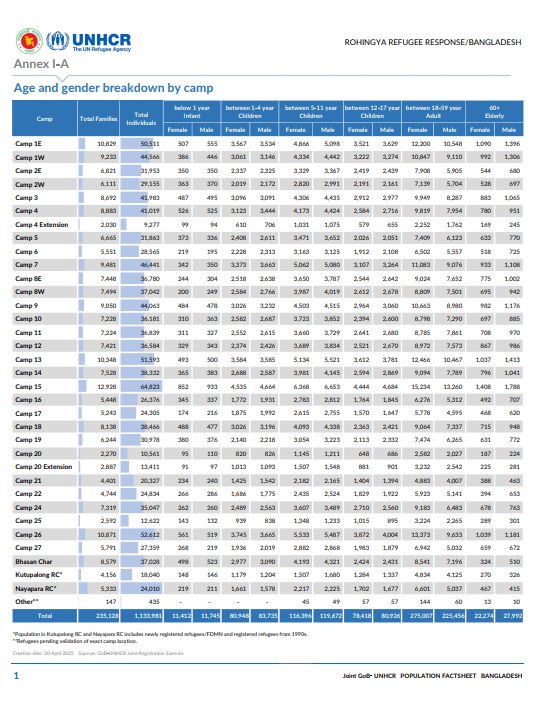 UNHCR
The UN Refugee Agency
ROHINGYA REFUGEE RESPONSE/BANGLADESH
Annex I-A
Age and gender breakdown by camp
Camp Total Families Total Individuals below 1 year Infant between 1-4 year Children between 5-11 year Children between 12-17 year Children between 18-59 year Adult 60+ Elderly
Female Male Female Male Female Male Female Male Female Male Female Male
Camp 1E 10,829 50,511 507 555 3,567 3,534 4,866 5,098 3,521 3,629 12,200 10,548 1,090 1,396
Camp 1W 9,233 44,566 386 446 3,061 3,146 4,334 4,442 3,222 3,274 10,847 9,110 992 1,306
Camp 2E 6,821 31,953 350 350 2,337 2,325 3,329 3,367 2,419 2,439 7,908 5,905 544 680
Camp 2W 6,111 29,155 363 370 2,019 2,172 2,820 2,991 2,191 2,161 7,139 5,704 528 697
Camp 3 8,692 41,983 487 495 3,096 3,091 4,306 4,435 2,912 2,977 9,949 8,287 883 1,065
Camp 4 8,883 41,019 526 525 3,123 3,444 4,173 4,424 2,584 2,716 9,819 7,954 780 951
Camp 4 Extension 2,030 9,277 99 94 610 706 1,031 1,075 579 655 2,252 1,762 169 245
Camp 5 6,665 31,863 373 336 2,408 2,611 3,471 3,652 2,026 2,051 7,409 6,123 633 770
Camp 6 5,551 28,565 219 195 2,228 2,313 3,163 3,125 1,912 2,108 6,502 5,557 518 725
Camp 7 9,481 46,441 342 350 3,373 3,663 5,062 5,080 3,107 3,264 11,083 9,076 933 1,108
Camp 8E 7,448 36,780 244 304 2,518 2,638 3,650 3,787 2,544 2,642 9,024 7,652 775 1,002
Camp 8W 7,494 37,042 200 249 2,584 2,766 3,987 4,019 2,612 2,678 8,809 7,501 695 942
Camp 9 9,050 44,063 484 478 3,026 3,232 4,503 4,515 2,964 3,060 10,663 8,980 982 1,176
Camp 10 7,228 36,181 310 363 2,582 2,687 3,723 3,852 2,394 2,600 8,798 7,290 697 885
Camp 11 7,224 36,839 311 327 2,552 2,615 3,660 3,729 2,641 2,680 8,785 7,861 708 970
Camp 12 7,421 36,584 329 343 2,374 2,426 3,689 3,834 2,521 2,670 8,972 7,573 867 986
Camp 13 10,348 51,593 493 500 3,584 3,585 5,134 5,521 3,612 3,781 12,466 10,467 1,037 1,413
Camp 14 7,528 38,332 365 383 2,688 2,587 3,981 4,145 2,594 2,869 9,094 7,789 796 1,041
Camp 15 12,928 64,823 852 933 4,535 4,664 6,368 6,653 4,444 4,684 15,234 13,260 1,408 1,788
Camp 16 5,448 26,376 345 337 1,772 1,931 2,783 2,812 1,764 1,845 6,276 5,312 492 707
Camp 17 5,243 24,305 174 216 1,875 1,992 2,615 2,755 1,570 1,647 5,778 4,595 468 620
Camp 18 8,138 38,466 488 477 3,026 3,196 4,093 4,338 2,363 2,421 9,064 7,337 715 948
Camp 19 6,244 30,978 380 376 2,140 2,218 3,054 3,223 2,113 2,332 7,474 6,265 631 772
Camp 20 2,270 10,561 95 110 820 826 1,145 1,211 648 686 2,582 2,027 187 224
Camp 20 Extension 2,887 13,411 91 97 1,013 1,093 1,507 1,548 881 901 3,232 2,542 225 281
Camp 21 4,401 20,327 234 240 1,425 1,542 2,182 2,165 1,404 1,394 4,883 4,007 388 463
Camp 22 4,744 24,834 266 286 1,686 1,775 2,435 2,524 1,829 1,922 5,923 5,141 394 653
Camp 24 7,319 35,047 262 260 2,489 2,513 3,607 3,489 2,710 2,560 9,183 6,483 678 763
Camp 25 2,592 12,622 143 132 939 838 1,348 1,233 1,015 895 3,224 2,265 289 301
Camp 26 10,871 52,612 561 519 3,745 3,665 5,533 5,487 3,872 4,004 13,373 9,633 1,039 1,181
Camp 27 5,791 27,359 268 219 1,936 2,019 2,882 2,868 1,983 1,879 6,942 5,032 659 672
Bhasan Char 8,579 37,028 498 523 2,977 3,090 4,193 4,321 2,424 2,431 8,541 7,196 324 510
Kutupalong RC* 4,156 18,040 148 146 1,179 1,204 1,507 1,680 1,284 1,337 4,834 4,125 270 326
Nayapara RC* 5,333 24,010 219 211 1,661 1,558 2,217 2,225 1,702 1,677 6,601 5,037 467 415
Other** 147 435 - - - - 45 49 57 57 144 60 13 10
Total 235,128 1,133,981 11,412 11,745 80,948 83,735 116,396 119,672 78,418 80,926 275,007 225,456 22,274 27,992
*Population in Kutupalong RC and Nayapara RC includes newly registered refugees/FDMN and registered refugees from 1990s.
**Refugees pending validation of exact camp location.
Creation date: 30 April 2025 Sources: GoB-UNHCR Joint Registration Exercise
1 Joint GoB- UNHCR POPULATION FACTSHEET BANGLADESH